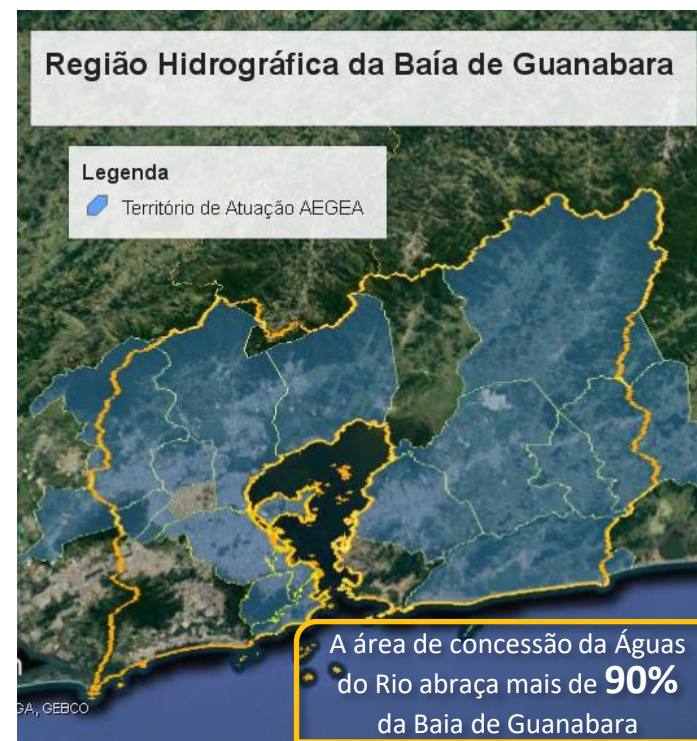 Região Hidrográfica da Baía de Guanabara
Legenda
Território de Atuação AEGEA
A área de concessão da Águas
do Rio abraça mais de 90%
da Baia de Guanabara
GA, GEBCO